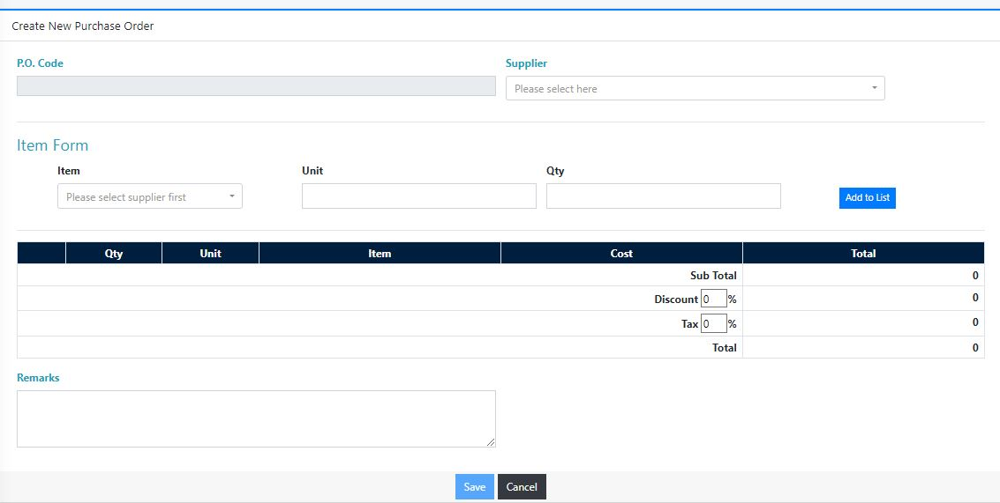 Create New Purchase Order
P.O. Code Supplier
Please select here
Item Form
Item Unit Qty
Please select supplier first Add to List
Qty Unit Item Cost Total
Sub Total 0
Discount 0 % 0
Tax 0 % 0
Total 0
Remarks
Save Cancel